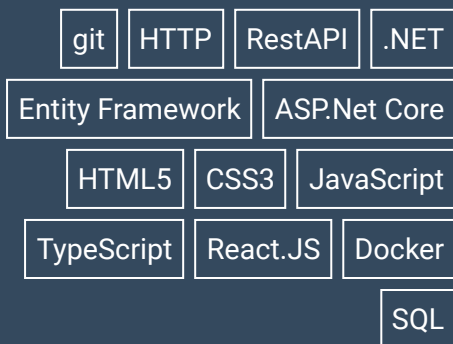 git HTTP RestAPI .NET
Entity Framework ASP.Net Core
HTML5 CSS3 JavaScript
TypeScript React.JS Docker
SQL